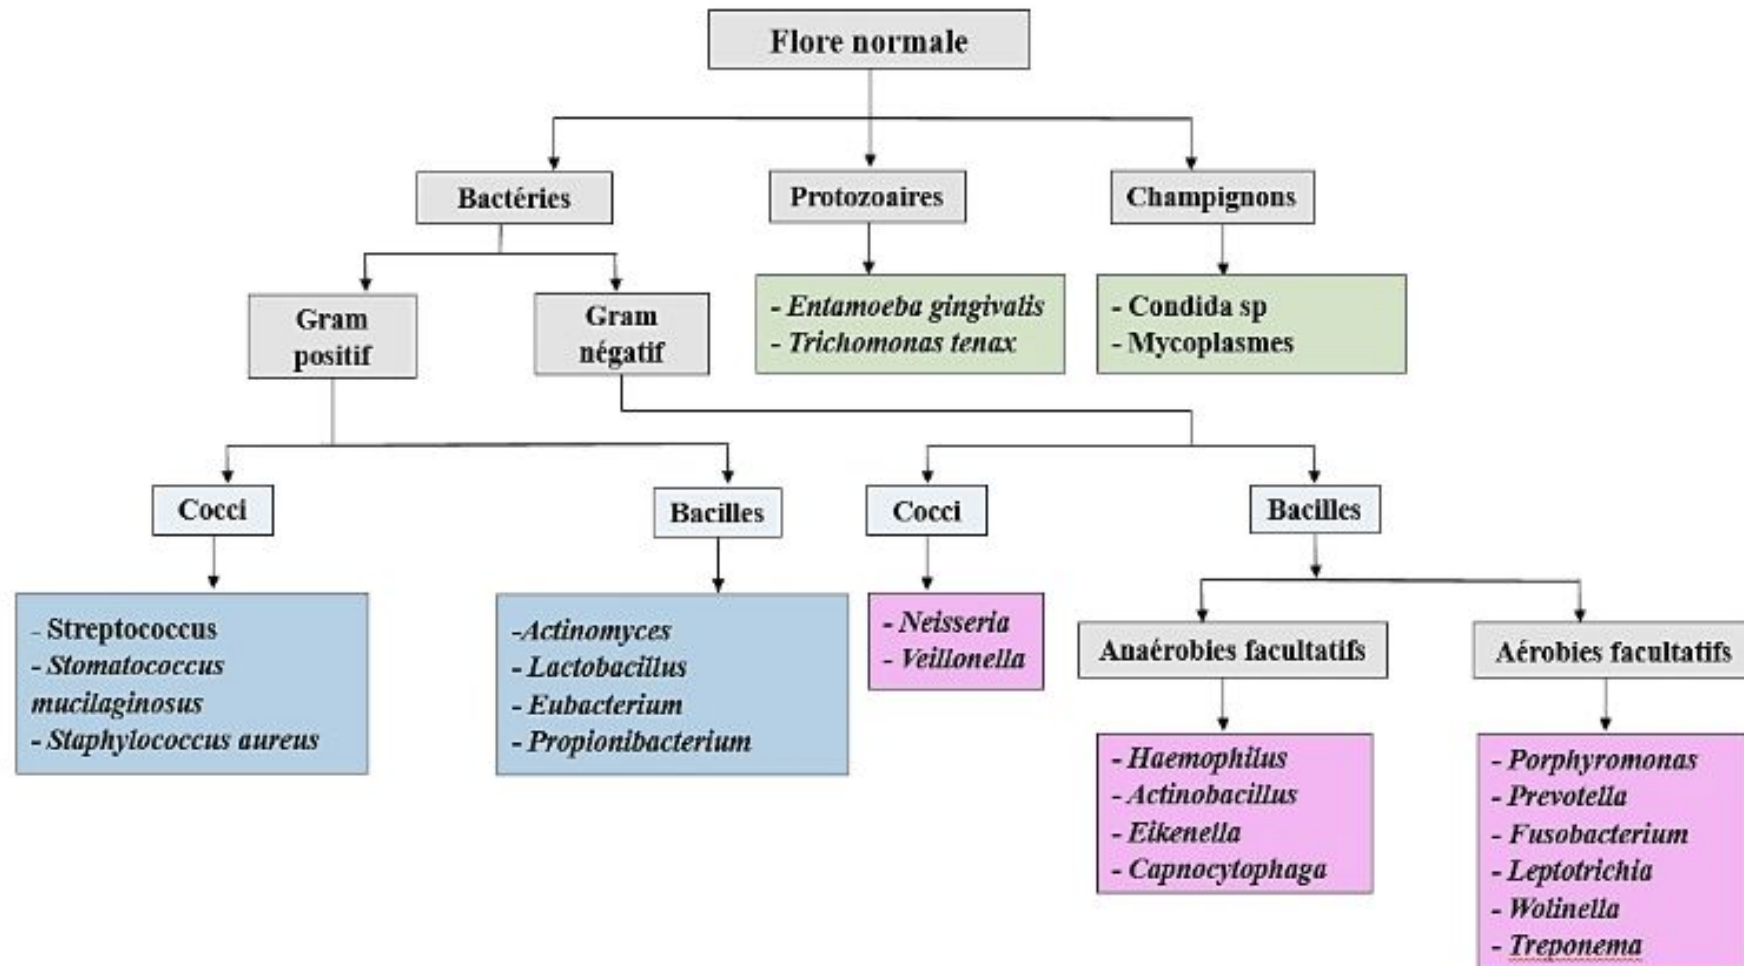 Flore normale
Bactéries
Protozoaires
Champignons
Gram
positif
Gram
négatif
- Entamoeba gingivalis
- Trichomonas tenax
- Condida sp
- Mycoplasmes
Cocci
Bacilles
Cocci
Bacilles
- Streptococcus
- Stomatococcus
mucilaginosus
- Staphylococcus aureus
-Actinomyces
- Lactobacillus
- Eubacterium
- Propionibacterium
- Neisseria
- Veillonella
Anaérobies facultatifs
Aérobies facultatifs
- Haemophilus
- Actinobacillus
- Eikenella
- Capnocytophaga
- Porphyromonas
- Prevotella
- Fusobacterium
- Leptotrichia
- Wolinella
- Treponema